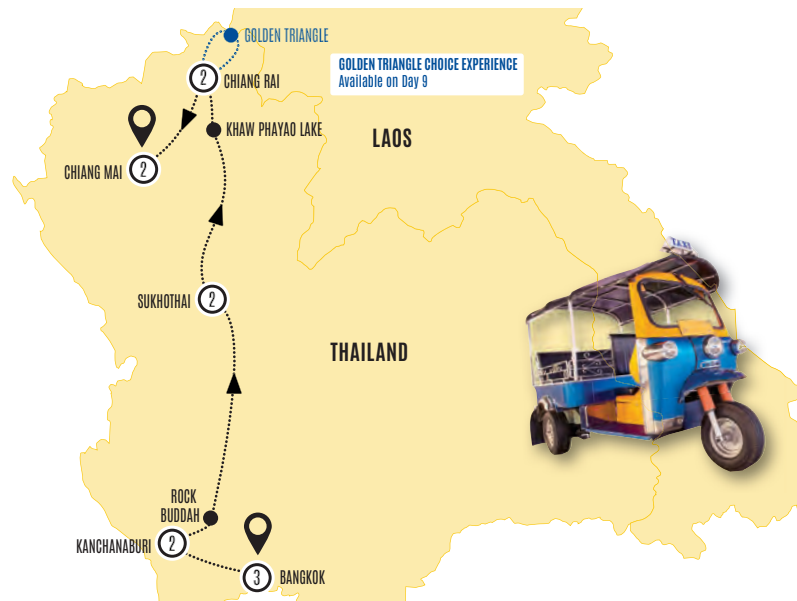 GOLDEN TRIANGLE
GOLDEN TRIANGLE CHOICE EXPERIENCE
Available on Day 9
2
CHIANG RAI
KHAW PHAYAO LAKE
LAOS
CHIANG MAI
2
SUKHOTHAI
2
THAILAND
TAXI
ROCK
BUDDAH
KANCHANABURI
2
3
BANGKOK